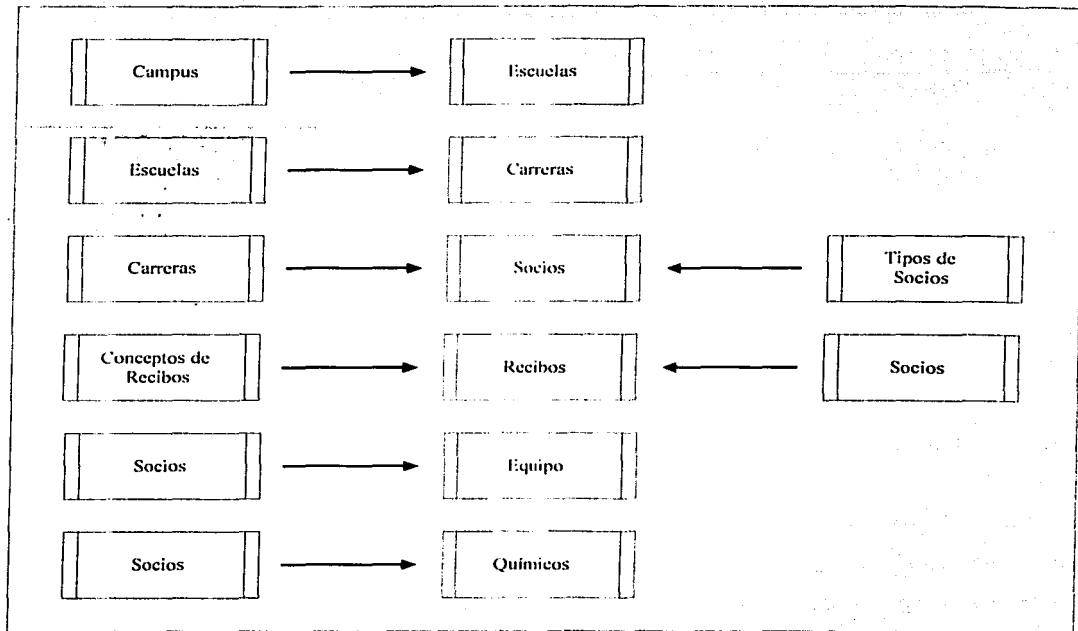 Campus
Escuelas
Escuelas
Carreras
Carreras
Socios
Tipos de
Socios
Conceptos de
Recibos
Recibos
Socios
Socios
Equipo
Socios
Químicos